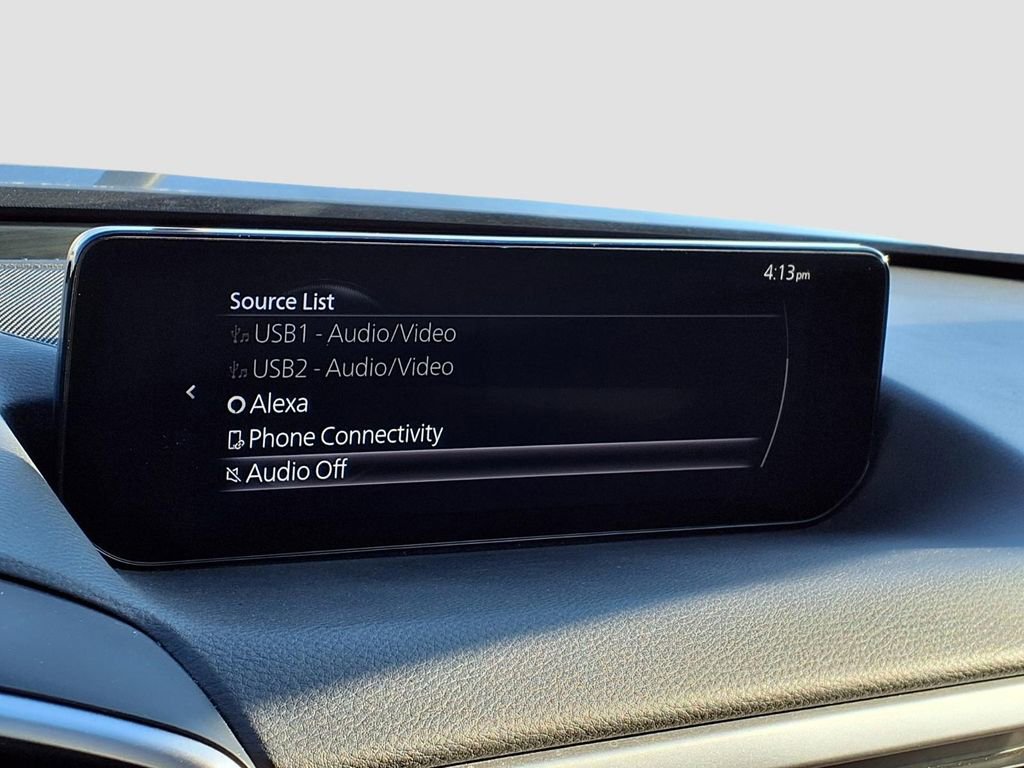 4:13pm
Source List
USB1 - Audio/Video
USB2 - Audio/Video
Alexa
Phone Connectivity
Audio Off